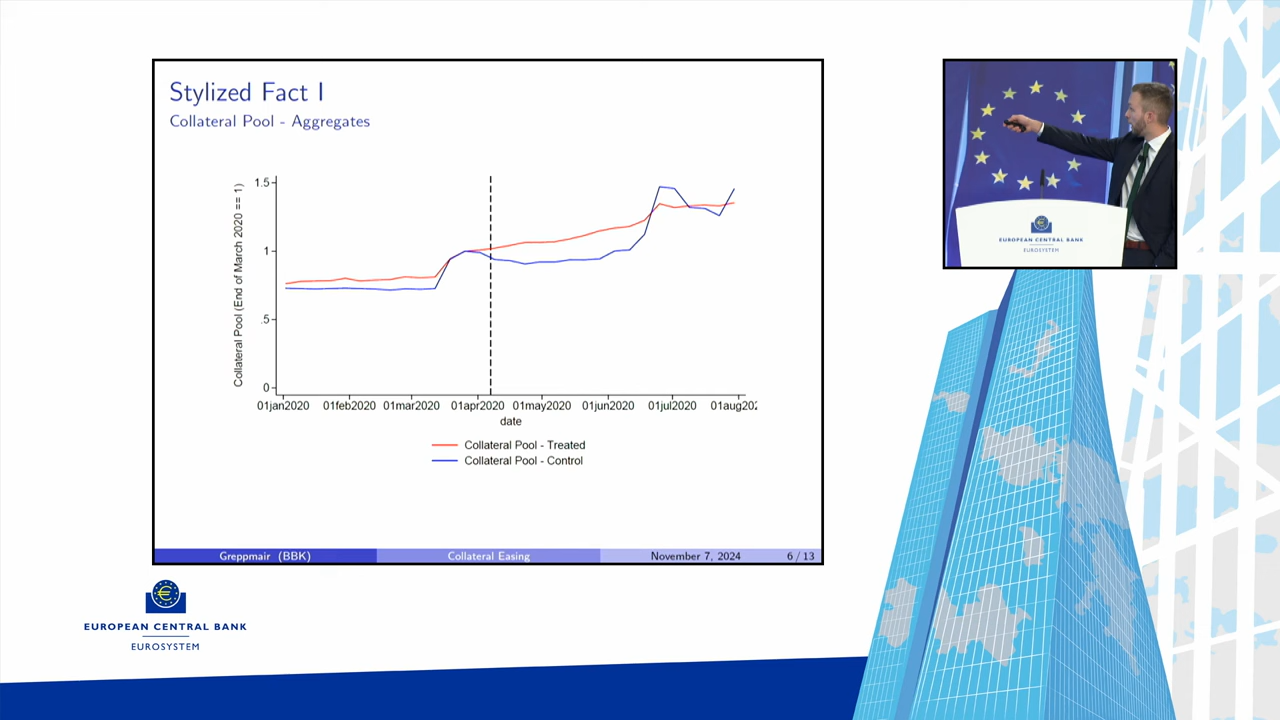 Stylized Fact I
Collateral Pool - Aggregates
Collateral Pool (End of March 2020 == 1)
1.5
1
.5
0
01jan2020 01feb2020 01mar2020 01apr2020 01may2020 01jun2020 01jul2020 01aug202
date
Collateral Pool - Treated
Collateral Pool - Control
Greppmair (BBK) Collateral Easing November 7, 2024 6 / 13
EUROPEAN CENTRAL BANK
EUROSYSTEM
EUROPEAN CENTRAL BANK
EUROSYSTEM